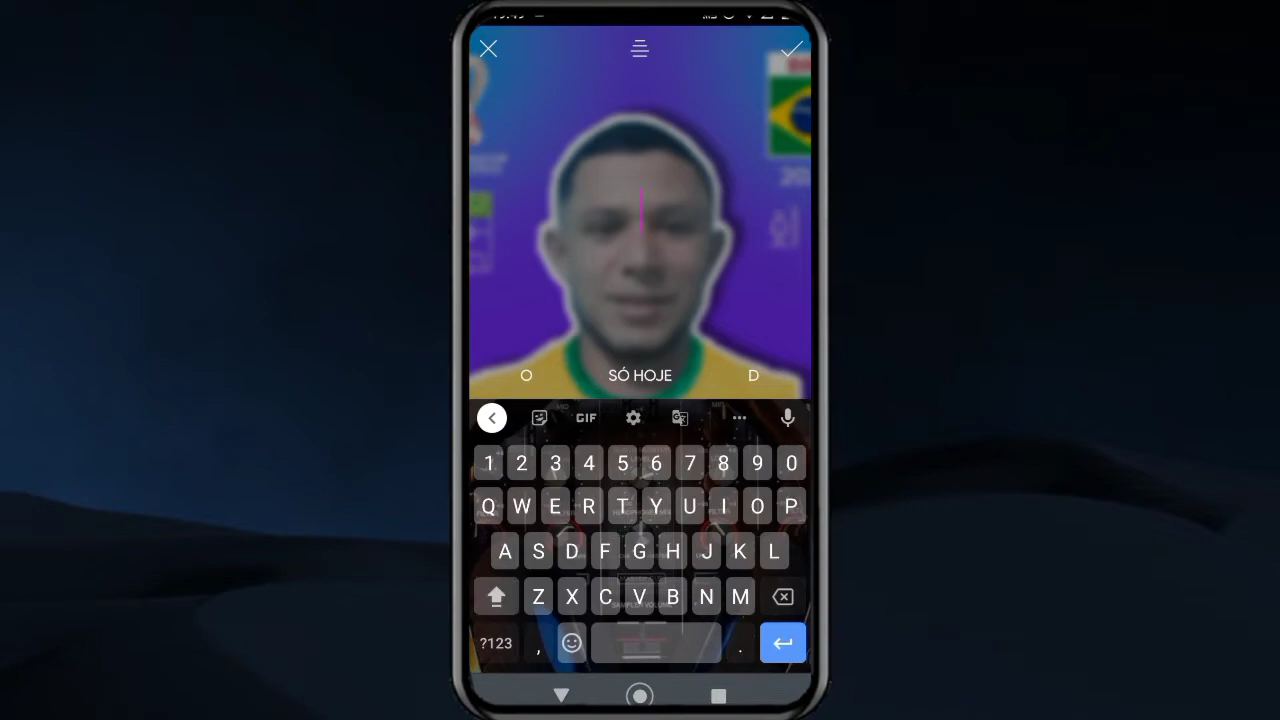 O SÓ HOJE D
GIF
1 2 3 4 5 6 7 8 9 0
Q W E R T Y U I O P
A S D F G H J K L
Z X C V B N M
?123 , .